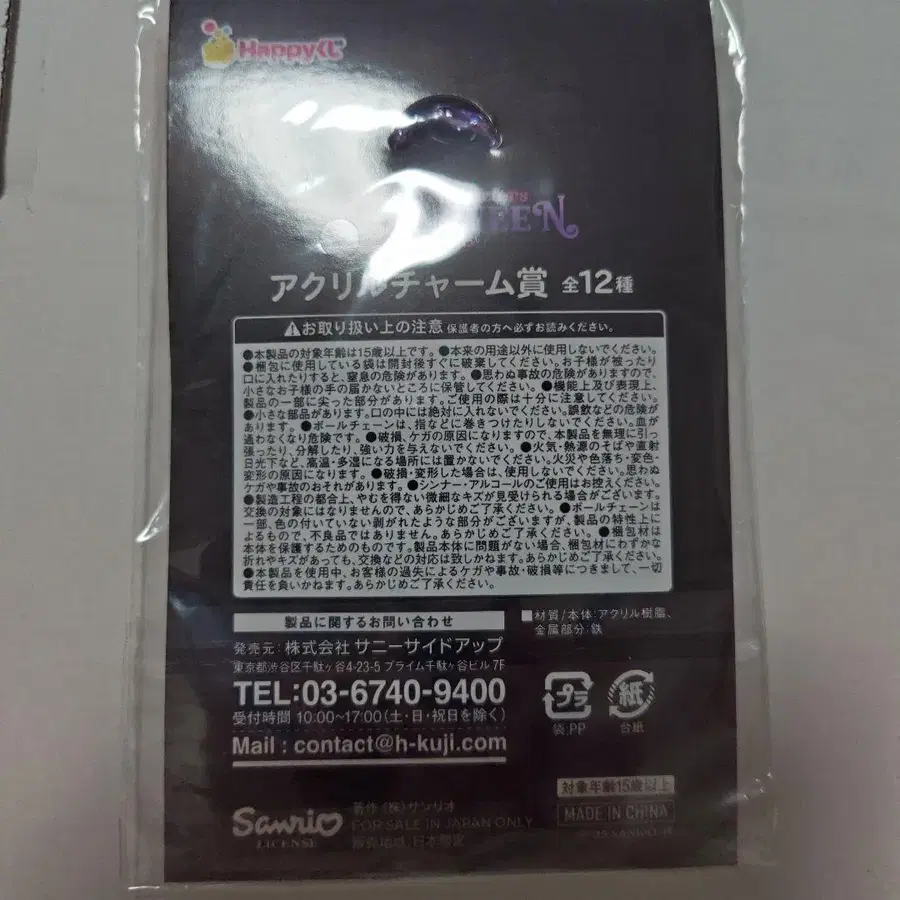 Happyくじ
アクリルチャーム賞 全12種
⚠お取り扱い上の注意 保護者の方へ必ずお読みください。
●本製品の対象年齢は15歳以上です。●本来の用途以外に使用しないでください。
●梱包に使用している袋は開封後すぐに破棄してください。お子様が被ったり
口に入れたりすると、窒息の危険があります。●思わぬ事故の危険がありますので、
小さなお子様の手の届かないところに保管してください。●機能上及び表現上、
製品の一部に尖った部分があります。ご使用の際は十分に注意してください。
●小さな部品があります。口の中には絶対に入れないでください。誤飲などの危険が
あります。●ボールチェーンは、指などに巻きつけたりしないでください。血が
通わなくなり危険です。●破損、ケガの原因になりますので、本製品を無理に引っ
張ったり、分解したり、強い力を与えないでください。●火気・熱源のそばや直射
日光下など、高温・多湿になる場所には置かないでください。火災や色落ち・変色・
変形の原因になります。●破損・変形した場合は、使用しないでください。思わぬ
ケガや事故のおそれがあります。●シンナー・アルコールのご使用はお控えください。
●製造工程の都合上、やむを得ない微細なキズが見受けられる場合がございます。
交換の対象にはなりませんので、あらかじめご了承ください。●ボールチェーンは
一部、色の付いていない剥がれたような部分がございますが、製品の特性上に
よるもので、不良品ではありません。あらかじめご了承ください。●梱包材は
本体を保護するためのものです。製品本体に問題がない場合、梱包材にわずかな
折れやキズがあっても、交換などの対応は致しかねます。あらかじめご了承ください。
●本製品を使用中、お客様の過失によるケガや事故・破損等につきまして、一切
責任を負いかねます。あらかじめご了承ください。
製品に関するお問い合わせ
■材質/本体:アクリル樹脂、
金属部分:鉄
発売元:株式会社 サニーサイドアップ
東京都渋谷区千駄ヶ谷4-23-5 プライム千駄ヶ谷ビル 7F
TEL:03-6740-9400
受付時間 10:00~17:00(土・日・祝日を除く)
Mail : contact@h-kuji.com
プラ
袋:PP
紙
台紙
対象年齢15歳以上
MADE IN CHINA
Sanrio
LICENSE
著作 (株)サンリオ
FOR SALE IN JAPAN ONLY
販売地域:日本限定